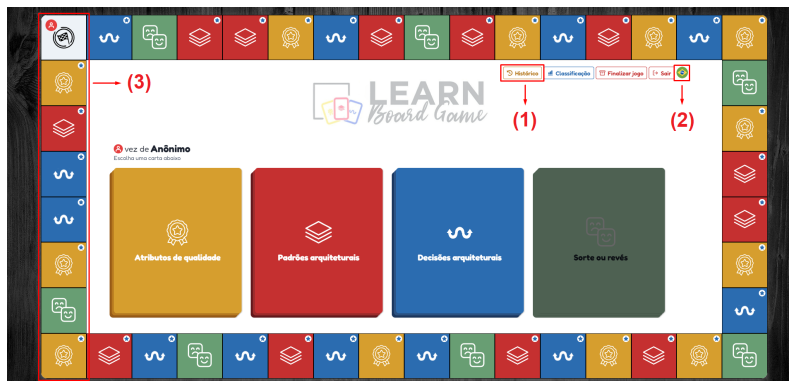 Histórico
Classificação
Finalizar jogo
Sair
(3)
LEARN
Board Game
(1)
(2)
vez de Anônimo
Escolha uma carta abaixo
Atributos de qualidade
Padrões arquiteturais
Decisões arquiteturais
Sorte ou revés